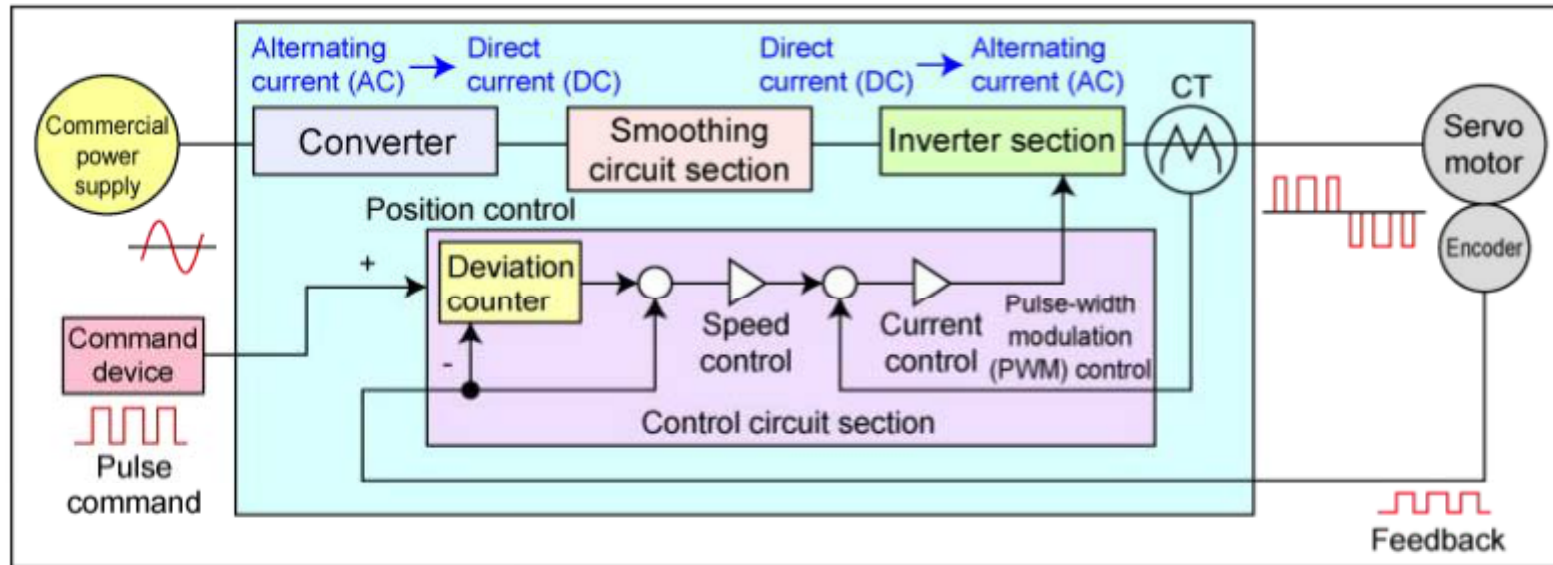 Alternating
current (AC)
Direct
current (DC)
Direct
current (DC)
Alternating
current (AC)
CT
Commercial
power
supply
Converter
Smoothing
circuit section
Inverter section
Servo
motor
Encoder
Position control
+
Deviation
counter
-
Speed
control
Current
control
Pulse-width
modulation
(PWM) control
Control circuit section
Command
device
Pulse
command
Feedback